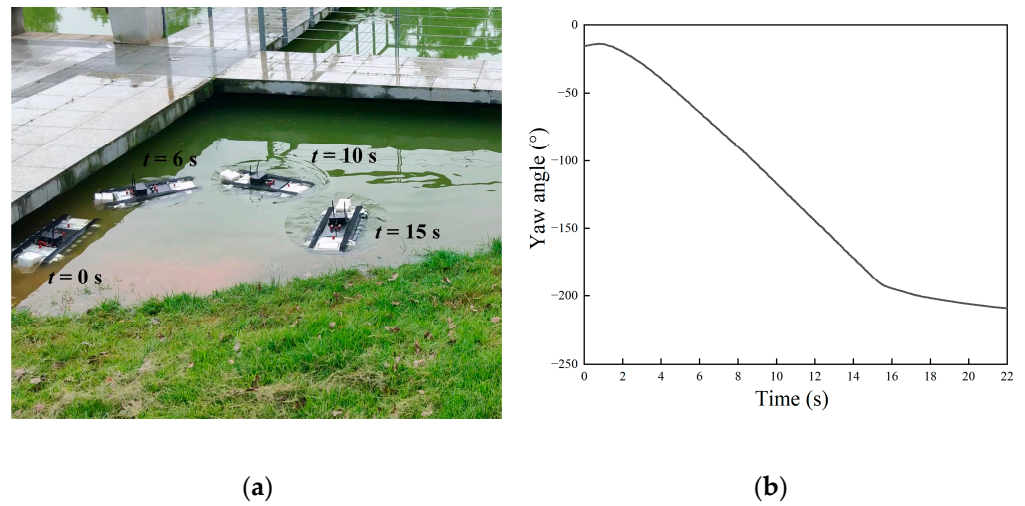 t = 6 s
t = 10 s
t = 15 s
t = 0 s
(a)
Yaw angle (°)
0
−50
−100
−150
−200
−250
0 2 4 6 8 10 12 14 16 18 20 22
Time (s)
(b)